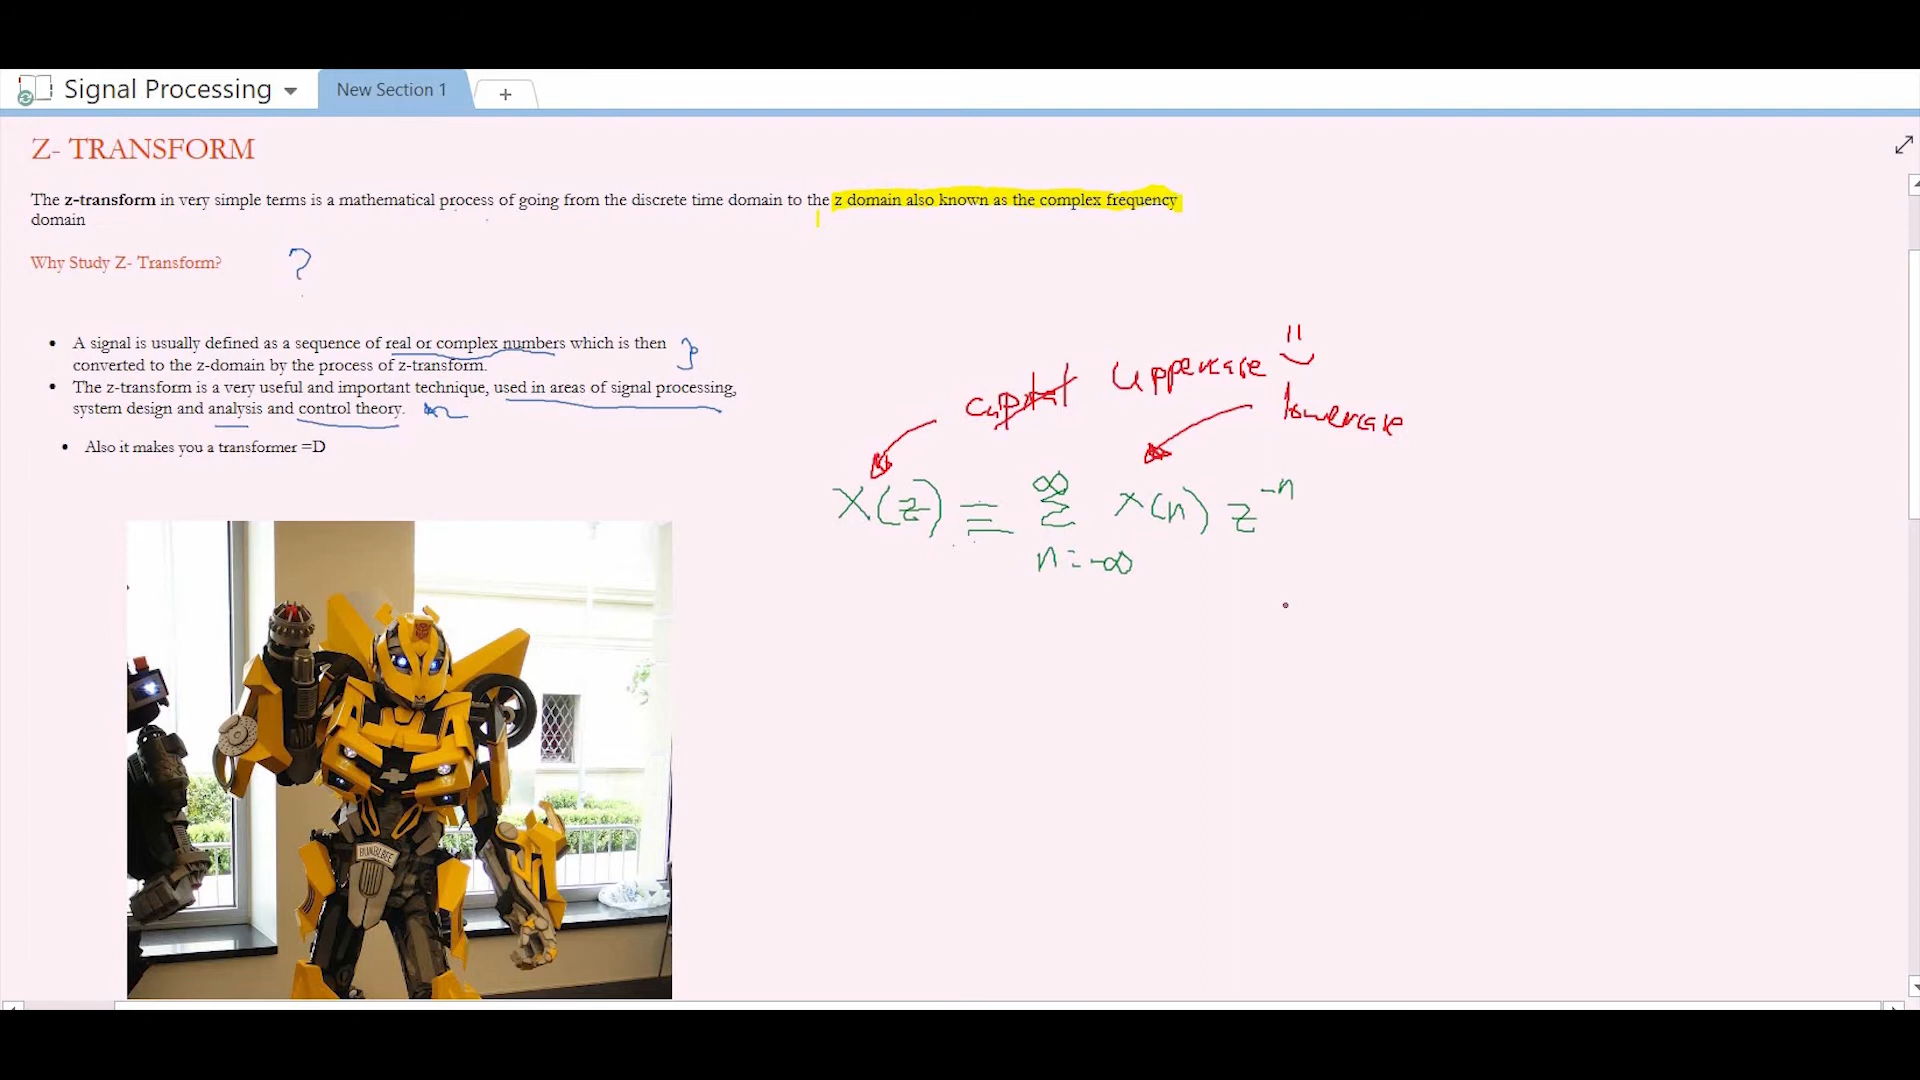 Signal Processing
New Section 1
+
Z- TRANSFORM
The z-transform in very simple terms is a mathematical process of going from the discrete time domain to the z domain also known as the complex frequency
domain
Why Study Z- Transform?
?
• A signal is usually defined as a sequence of real or complex numbers which is then
converted to the z-domain by the process of z-transform.
• The z-transform is a very useful and important technique, used in areas of signal processing,
system design and analysis and control theory.
• Also it makes you a transformer =D
capital Uppercase
lowercase
X(z) ≡ ∞ Σ n=-∞ x(n) z^-n
BUMBLEBEE